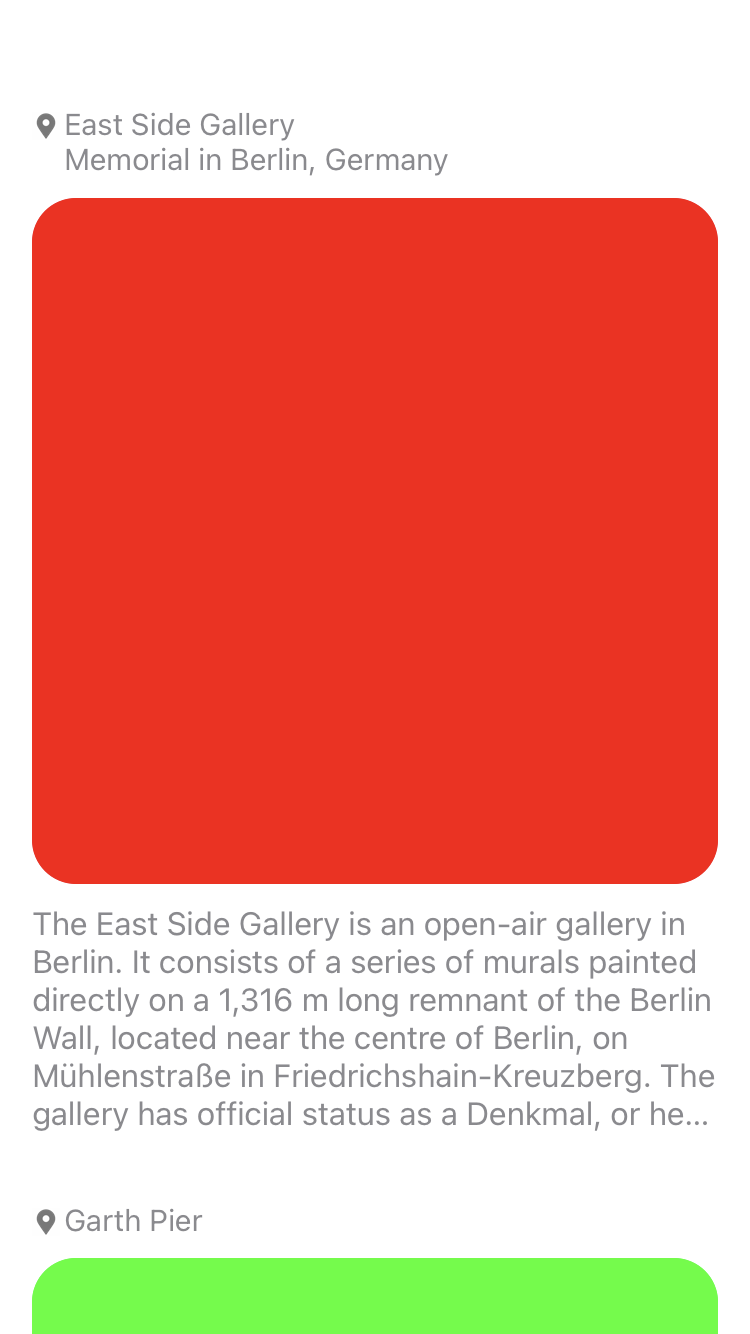 East Side Gallery
Memorial in Berlin, Germany
The East Side Gallery is an open-air gallery in
Berlin. It consists of a series of murals painted
directly on a 1,316 m long remnant of the Berlin
Wall, located near the centre of Berlin, on
Mühlenstraße in Friedrichshain-Kreuzberg. The
gallery has official status as a Denkmal, or he...
Garth Pier